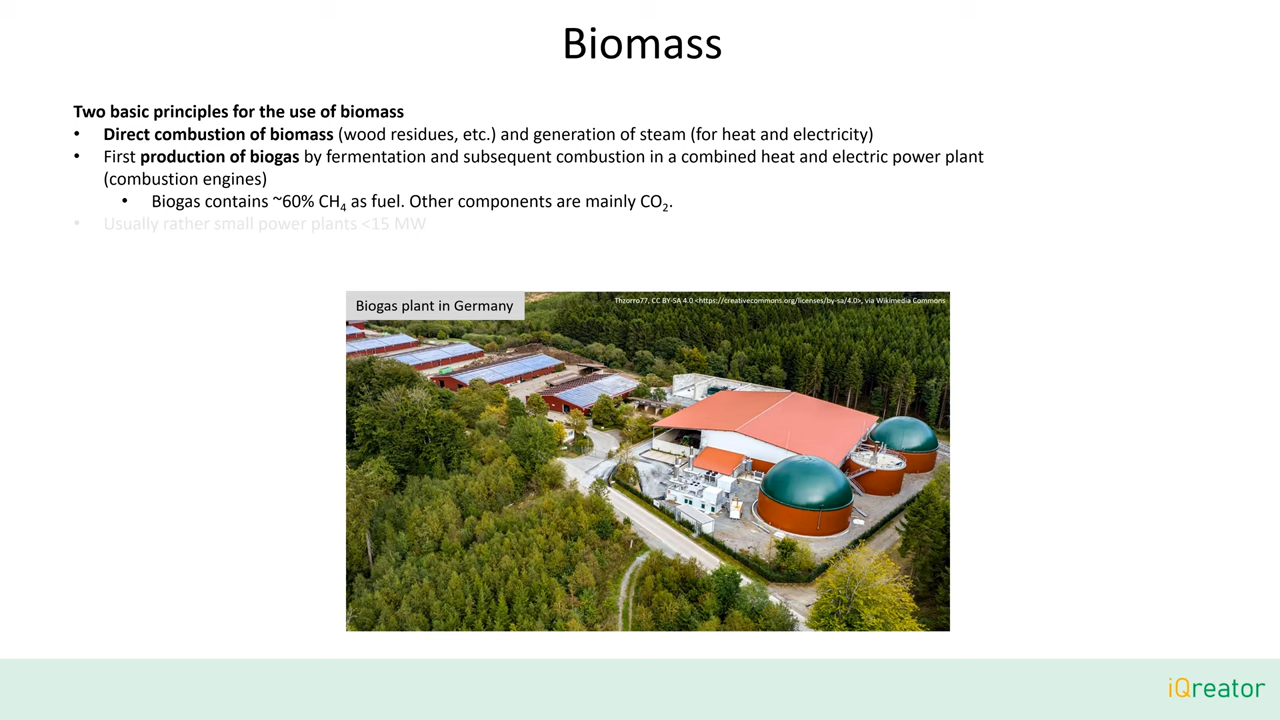 Biomass
Two basic principles for the use of biomass
• Direct combustion of biomass (wood residues, etc.) and generation of steam (for heat and electricity)
• First production of biogas by fermentation and subsequent combustion in a combined heat and electric power plant
(combustion engines)
• Biogas contains ~60% CH₄ as fuel. Other components are mainly CO₂.
• Usually rather small power plants <15 MW
Biogas plant in Germany
Thzorro77, CC BY-SA 4.0 <https://creativecommons.org/licenses/by-sa/4.0>, via Wikimedia Commons
iQreator